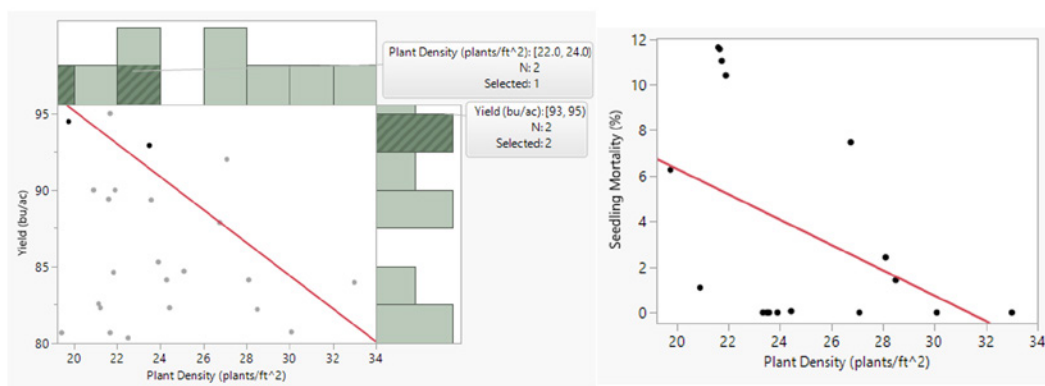 Plant Density (plants/ft^2): [22.0, 24.0)
N: 2
Selected: 1
Yield (bu/ac): [93, 95)
N: 2
Selected: 2
95
90
85
80
Yield (bu/ac)
20 22 24 26 28 30 32 34
Plant Density (plants/ft^2)
12
10
8
6
4
2
0
Seedling Mortality (%)
20 22 24 26 28 30 32 34
Plant Density (plants/ft^2)